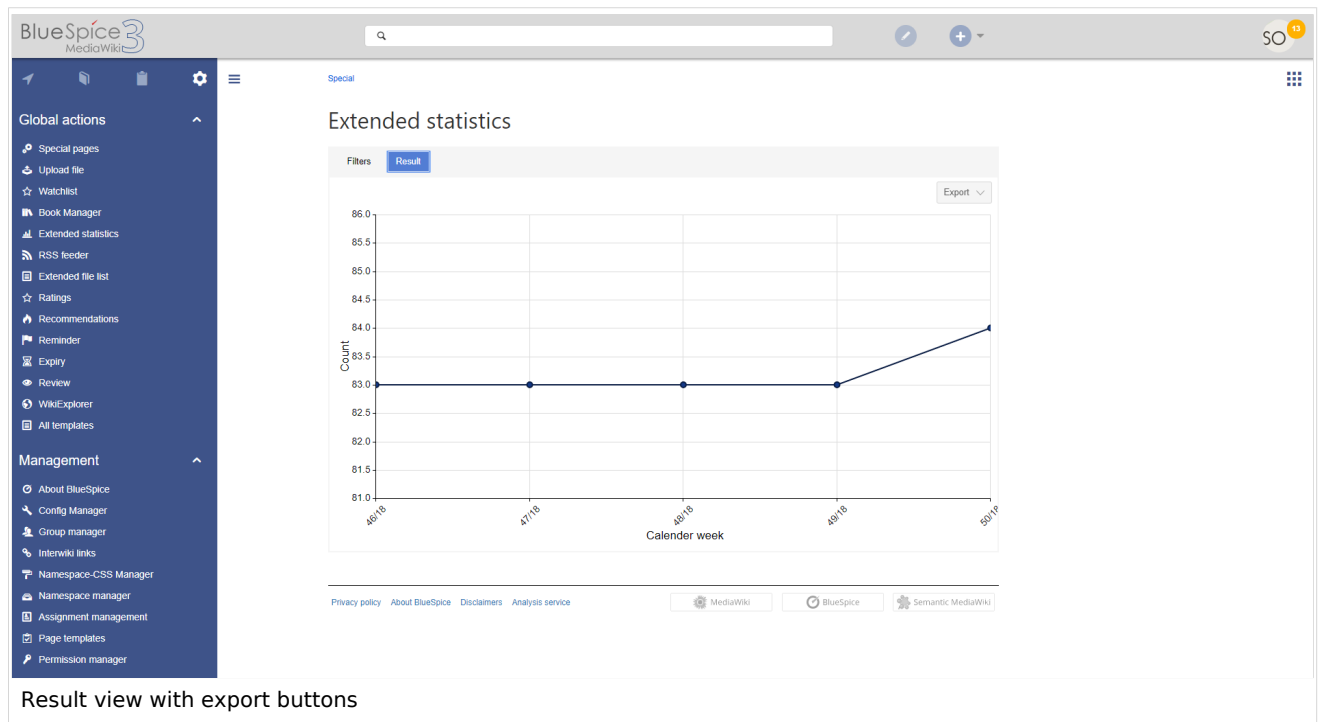 BlueSpice 3
MediaWiki
SO
13
Special
Global actions
Special pages
Upload file
Watchlist
Book Manager
Extended statistics
RSS feeder
Extended file list
Ratings
Recommendations
Reminder
Expiry
Review
WikiExplorer
All templates
Management
About BlueSpice
Config Manager
Group manager
Interwiki links
Namespace-CSS Manager
Namespace manager
Assignment management
Page templates
Permission manager
Extended statistics
Filters Result
Export
86.0
85.5
85.0
84.5
84.0
83.5
83.0
82.5
82.0
81.5
81.0
Count
46/18 47/18 48/18 49/18 50/18
Calender week
Privacy policy About BlueSpice Disclaimers Analysis service MediaWiki BlueSpice Semantic MediaWiki
Result view with export buttons